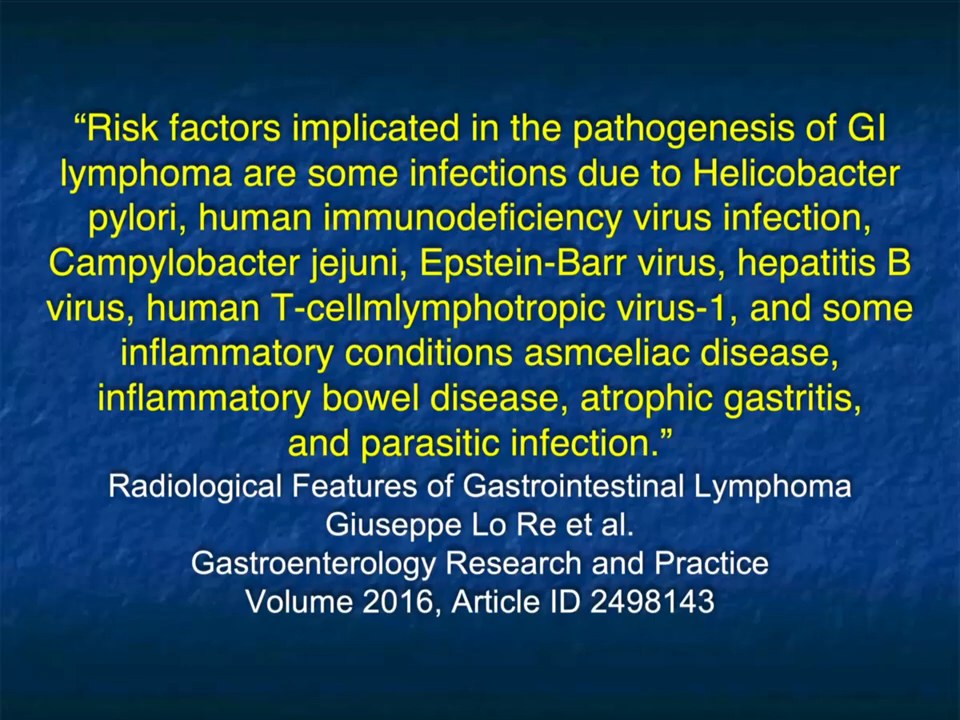 “Risk factors implicated in the pathogenesis of GI
lymphoma are some infections due to Helicobacter
pylori, human immunodeficiency virus infection,
Campylobacter jejuni, Epstein-Barr virus, hepatitis B
virus, human T-cellmlymphotropic virus-1, and some
inflammatory conditions asmceliac disease,
inflammatory bowel disease, atrophic gastritis,
and parasitic infection.”
Radiological Features of Gastrointestinal Lymphoma
Giuseppe Lo Re et al.
Gastroenterology Research and Practice
Volume 2016, Article ID 2498143